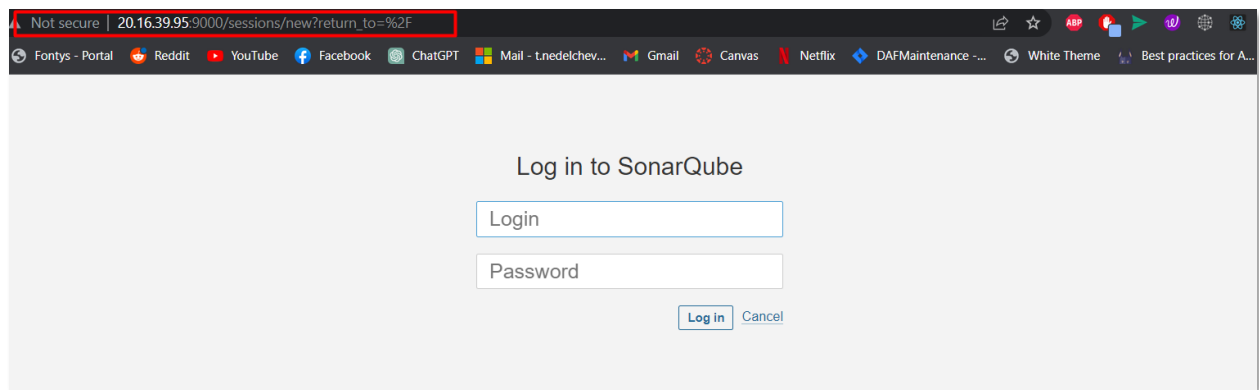 Not secure | 20.16.39.95:9000/sessions/new?return_to=%2F ABP
Fontys - Portal Reddit YouTube Facebook ChatGPT Mail - t.nedelchev... Gmail Canvas Netflix DAFMaintenance -... White Theme Best practices for A...
Log in to SonarQube
Login
Password
Log in Cancel